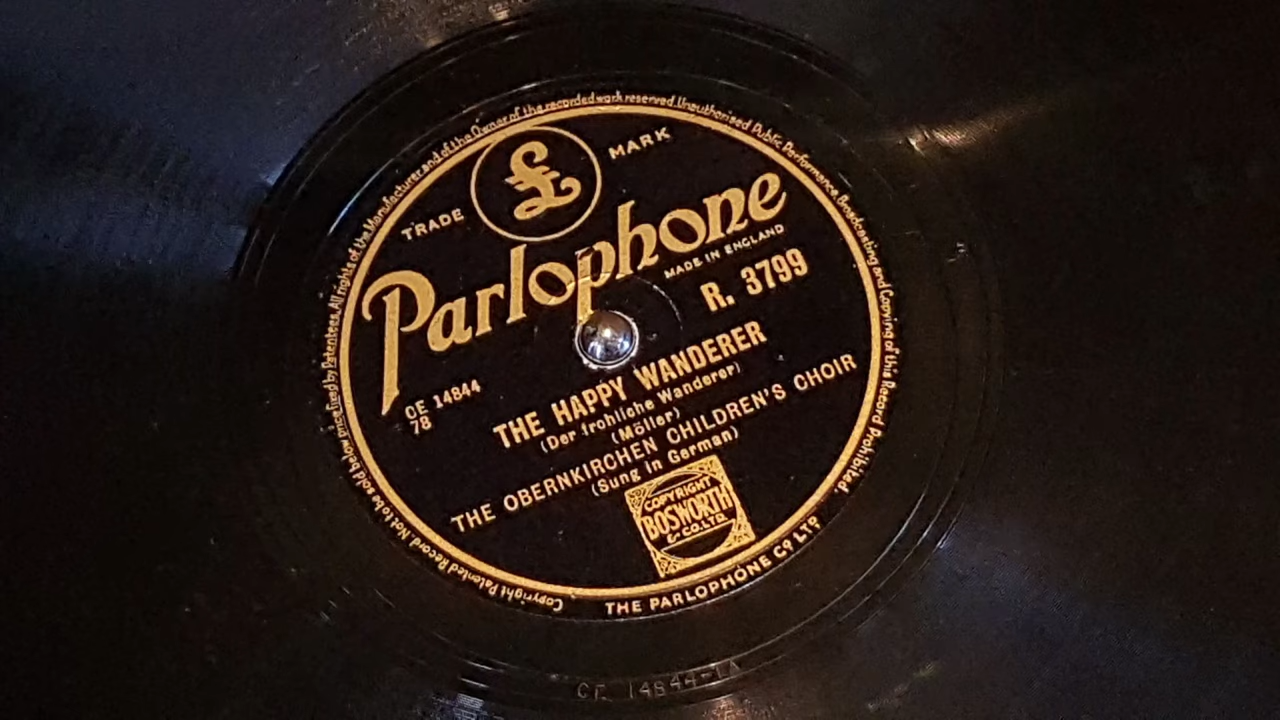 Copyright Patented Record. Not to be sold below price fixed by Patentees. All rights of the Manufacturer and of the Owner of the recorded work reserved. Unauthorised Public Performance, Broadcasting and Copying of this Record Prohibited.
TRADE £ MARK
Parlophone
MADE IN ENGLAND
R. 3799
CE 14844
78
THE HAPPY WANDERER
(Der frohliche Wanderer)
(Möller)
THE OBERNKIRCHEN CHILDREN'S CHOIR
(Sung in German)
COPYRIGHT
BOSWORTH
& CO. LTD.
THE PARLOPHONE CO LTD
CE 14844-1A